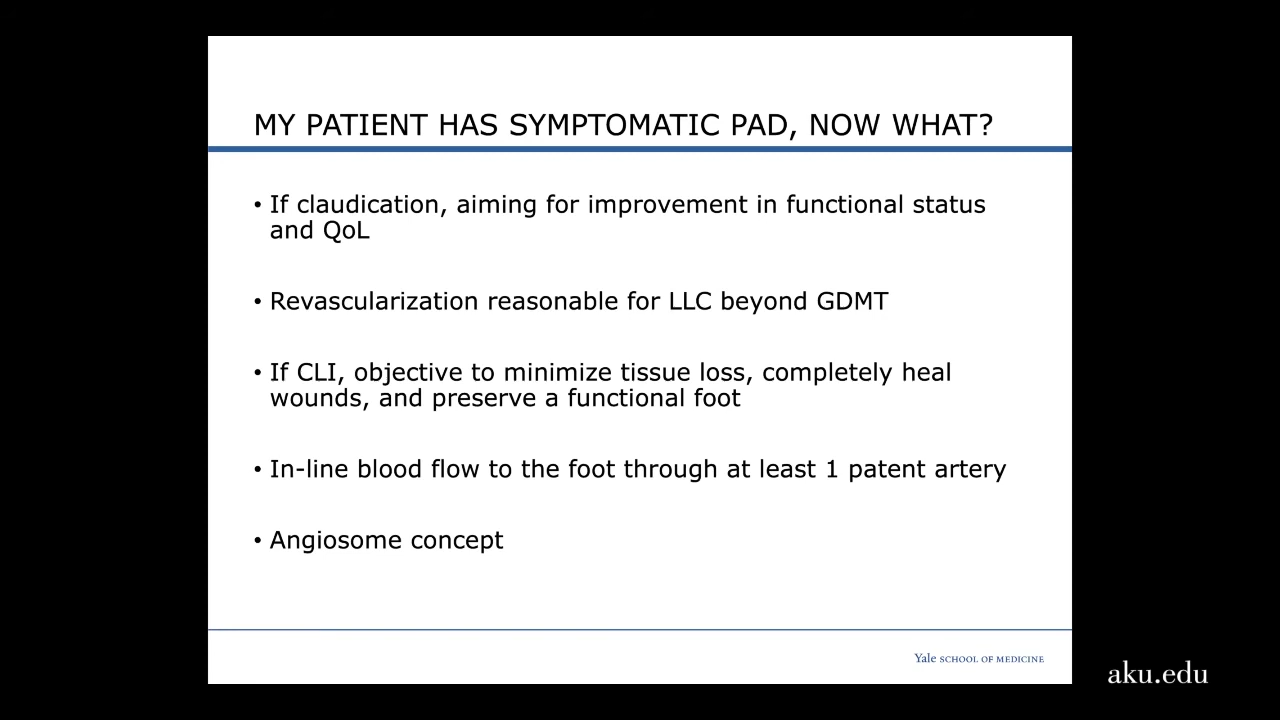 MY PATIENT HAS SYMPTOMATIC PAD, NOW WHAT?
• If claudication, aiming for improvement in functional status
and QoL
• Revascularization reasonable for LLC beyond GDMT
• If CLI, objective to minimize tissue loss, completely heal
wounds, and preserve a functional foot
• In-line blood flow to the foot through at least 1 patent artery
• Angiosome concept
Yale SCHOOL OF MEDICINE
aku.edu